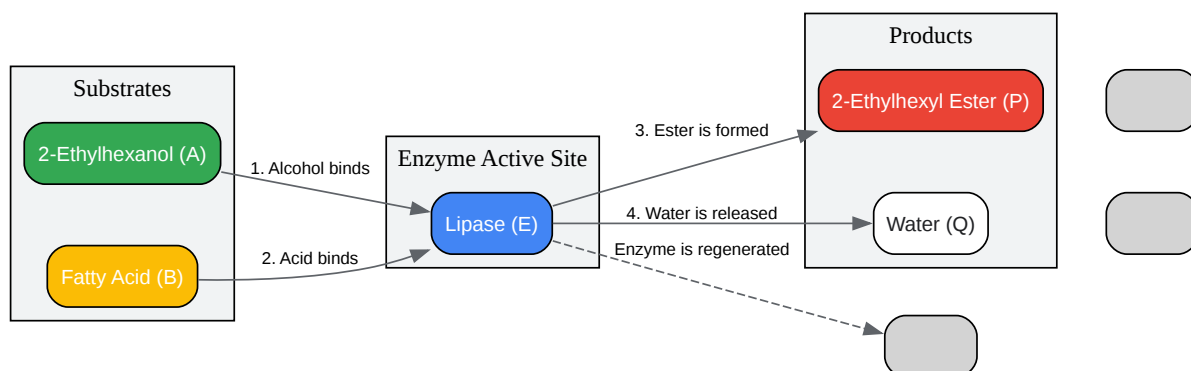 Substrates
2-Ethylhexanol (A)
Fatty Acid (B)
1. Alcohol binds
2. Acid binds
Enzyme Active Site
Lipase (E)
3. Ester is formed
4. Water is released
Enzyme is regenerated
Products
2-Ethylhexyl Ester (P)
Water (Q)